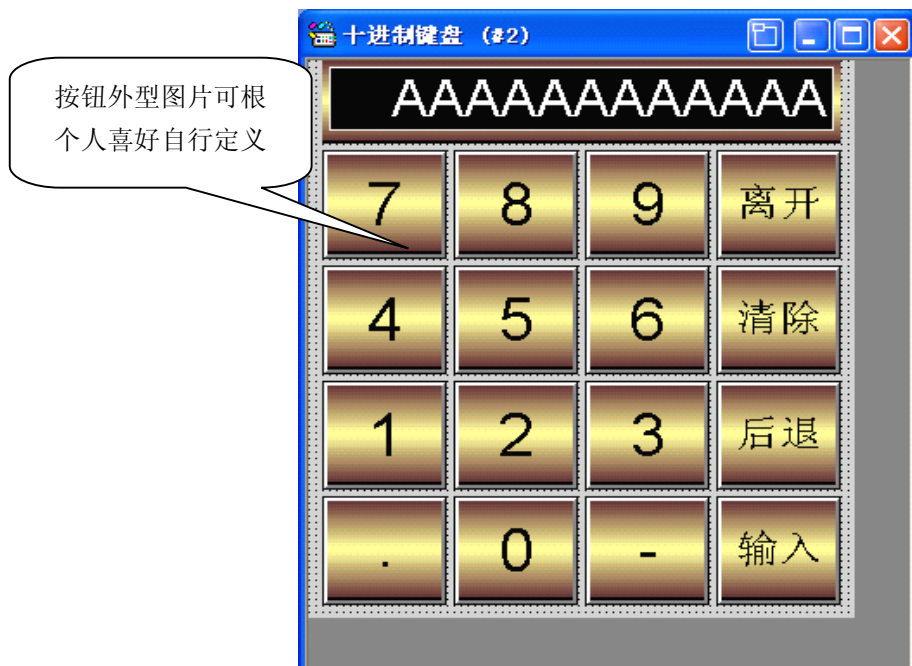 十进制键盘 (#2)
按钮外型图片可根
个人喜好自行定义
AAAAAAAAAAAA
7 8 9 离开
4 5 6 清除
1 2 3 后退
. 0 - 输入